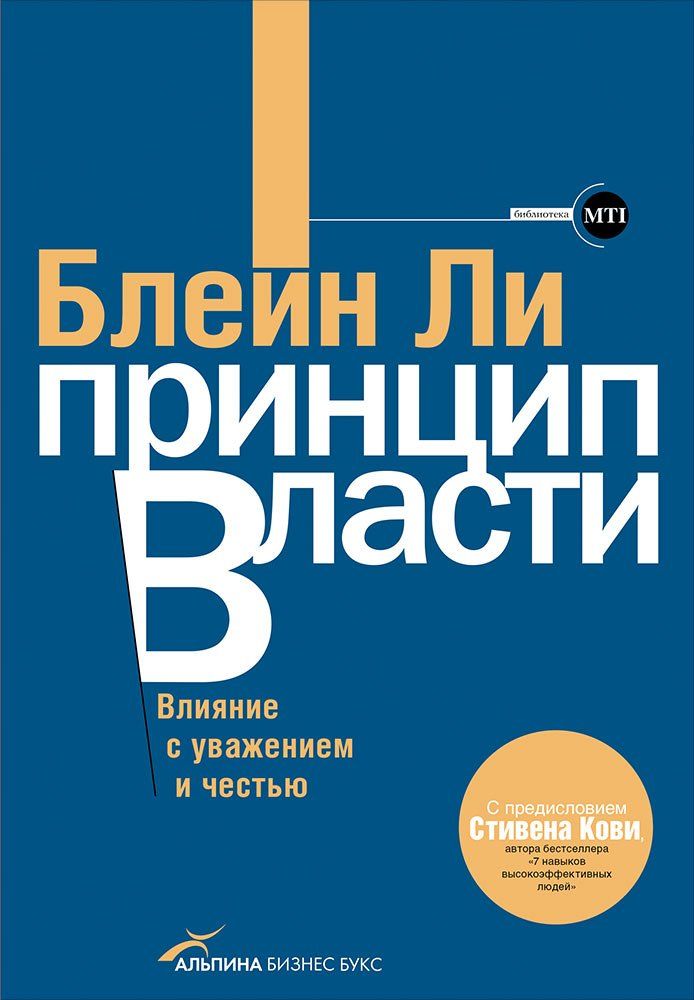 библиотека MTI
Блейн Ли
принцип
Власти
Влияние
с уважением
и честью
С предисловием
Стивена Кови,
автора бестселлера
«7 навыков
высокоэффективных
людей»
АЛЬПИНА БИЗНЕС БУКС